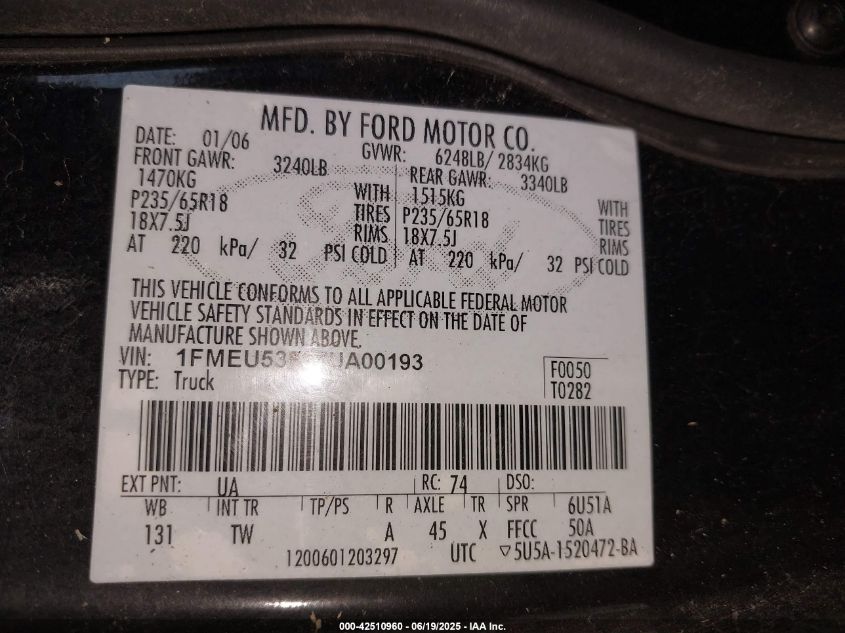 MFD. BY FORD MOTOR CO.
DATE: 01/06 GVWR: 6248LB/ 2834KG
FRONT GAWR: 3240LB REAR GAWR: 3340LB
1470KG WITH 1515KG WITH
P235/65R18 TIRES P235/65R18 TIRES
18X7.5J RIMS 18X7.5J RIMS
AT 220 kPa/ 32 PSI COLD AT 220 kPa/ 32 PSI COLD
THIS VEHICLE CONFORMS TO ALL APPLICABLE FEDERAL MOTOR
VEHICLE SAFETY STANDARDS IN EFFECT ON THE DATE OF
MANUFACTURE SHOWN ABOVE.
VIN:
TYPE: Truck
F0050
T0282
EXT PNT: UA RC: 74 DSO:
WB INT TR TP/PS R AXLE TR SPR 6U51A
131 TW A 45 X FFCC 50A
1200601203297 UTC ▽5U5A-1520472-BA
000-42510960 - 06/19/2025 - IAA Inc.